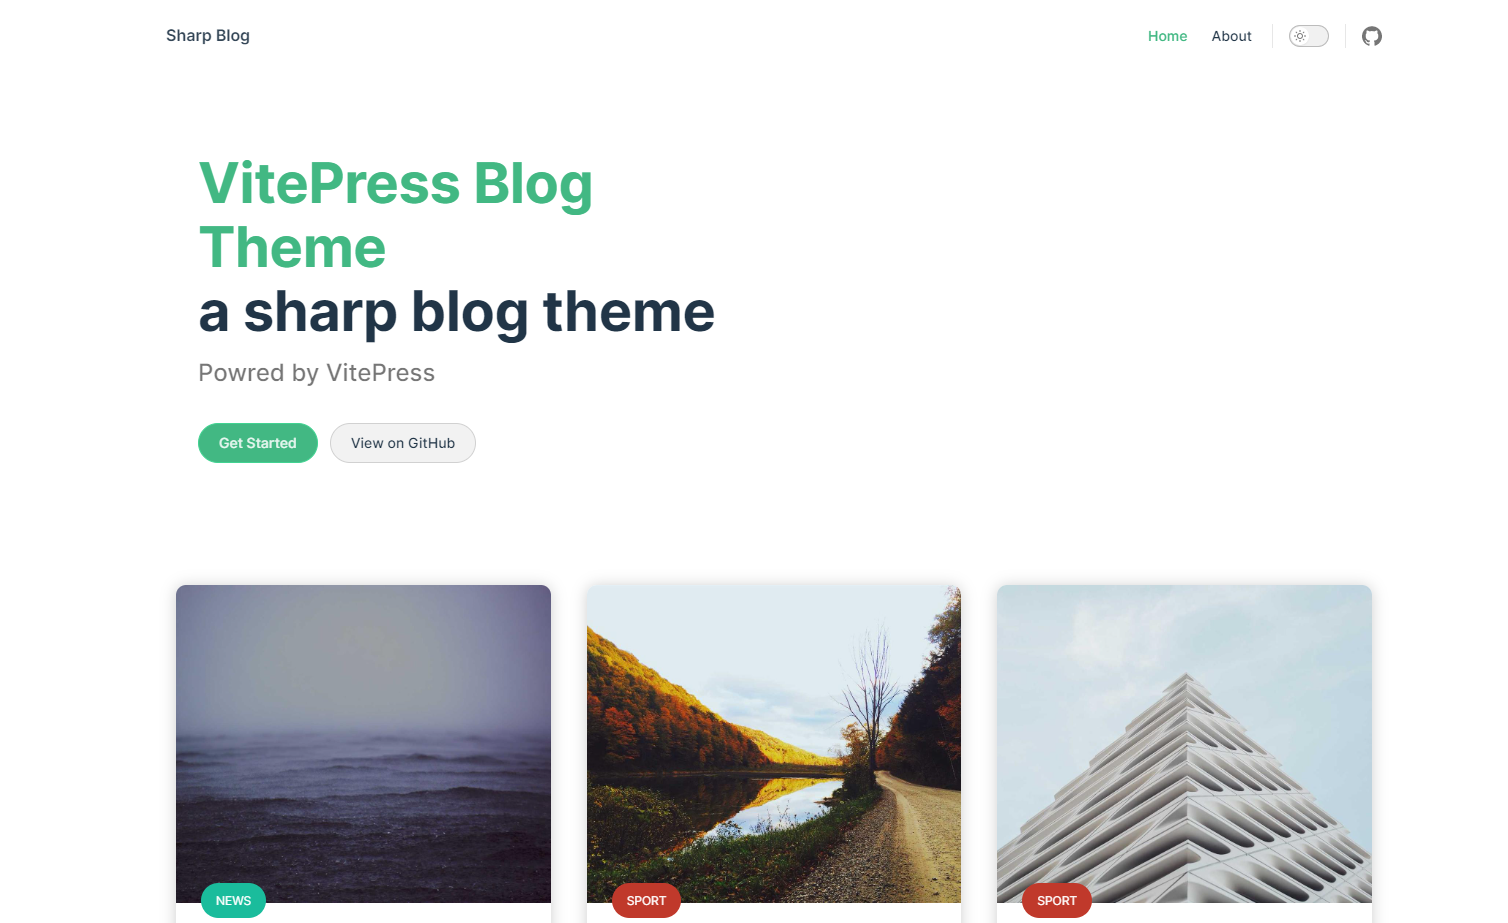 Sharp Blog
Home
About
VitePress Blog
Theme
a sharp blog theme
Powred by VitePress
Get Started
View on GitHub
NEWS
SPORT
SPORT